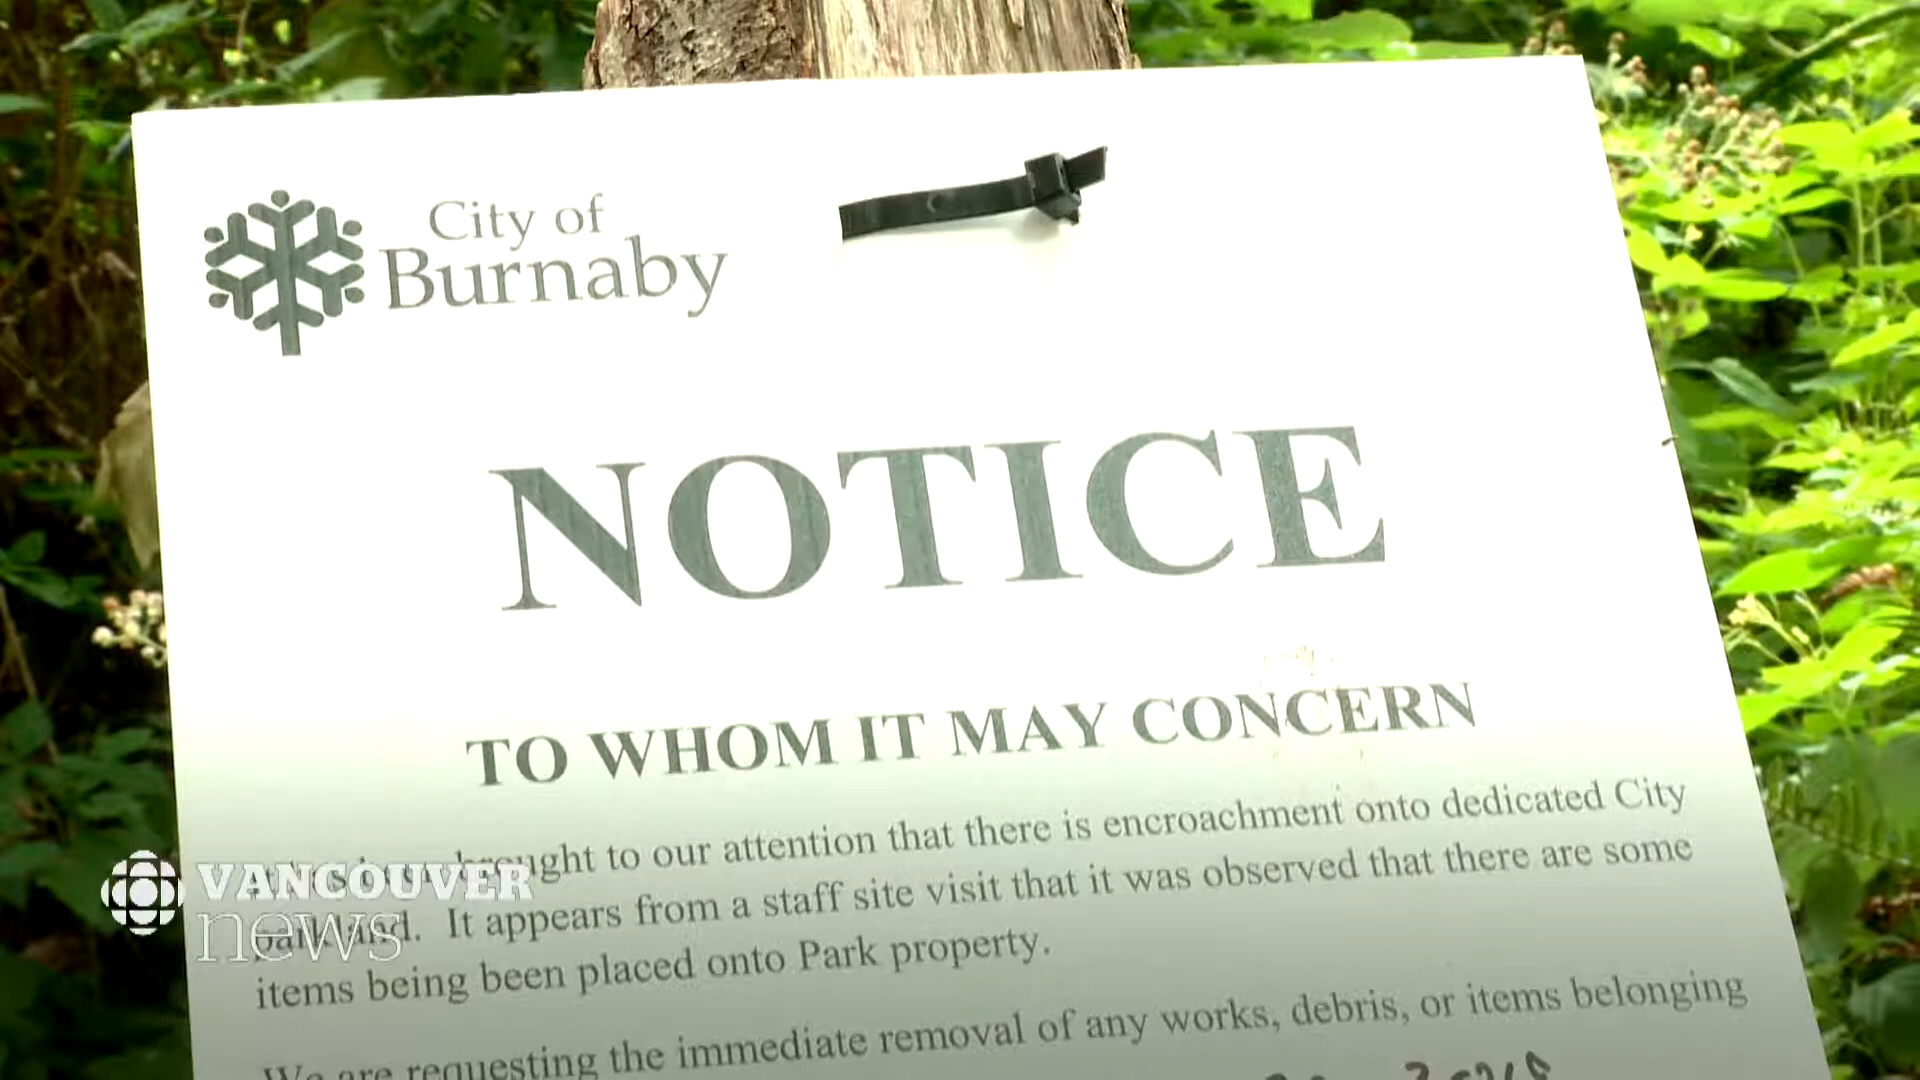 City of
Burnaby
NOTICE
TO WHOM IT MAY CONCERN
brought to our attention that there is encroachment onto dedicated City
parkland. It appears from a staff site visit that it was observed that there are some
items being been placed onto Park property.
We are requesting the immediate removal of any works, debris, or items belonging
VANCOUVER
news